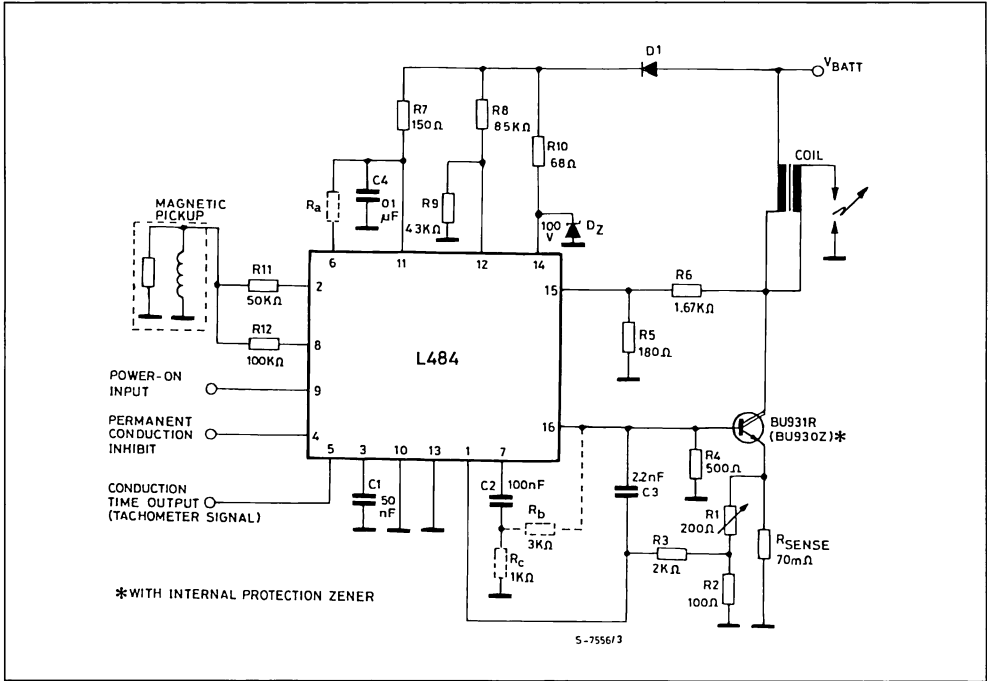 D1
VBATT
R7
150Ω
R8
85KΩ
R10
68Ω
COIL
MAGNETIC
PICKUP
Ra
C4
01
µF
R9
43KΩ
100
V
DZ
6
11
12
14
R11
50KΩ
2
15
R6
1.67KΩ
R12
100KΩ
8
R5
180Ω
L484
POWER-ON
INPUT
9
PERMANENT
CONDUCTION
INHIBIT
4
16
BU931R
(BU930Z)*
5
3
10
13
1
7
R4
500Ω
CONDUCTION
TIME OUTPUT
(TACHOMETER SIGNAL)
C1
50
nF
C2
100nF
2.2nF
C3
Rb
3KΩ
R1
200Ω
Rc
1KΩ
R3
2KΩ
RSENSE
70mΩ
R2
100Ω
*WITH INTERNAL PROTECTION ZENER
S-7556/3